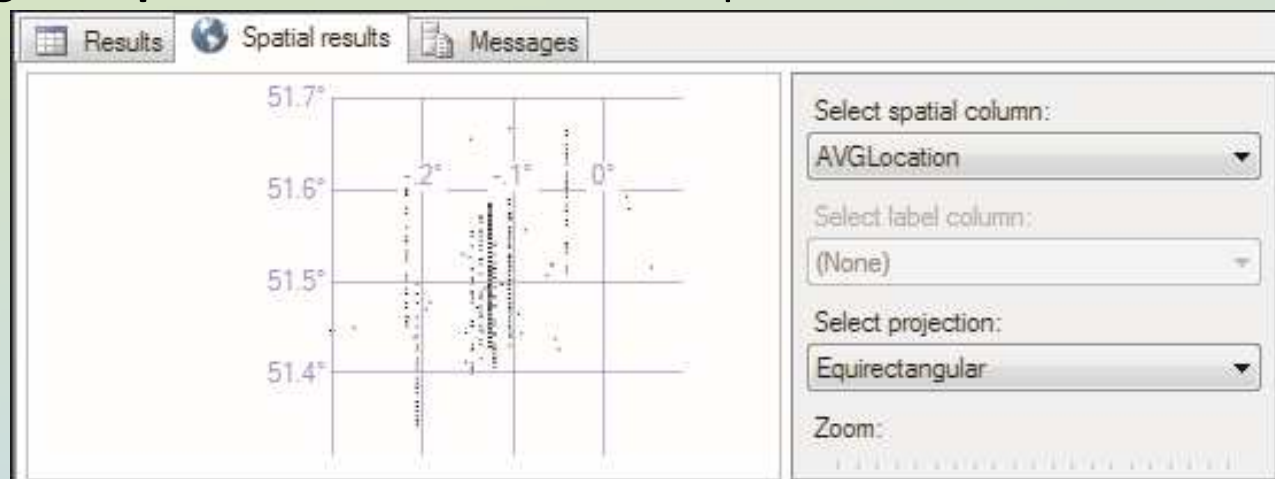 Results
Spatial results
Messages
51.7°
-.2° -.1° 0°
51.6°
51.5°
51.4°
Select spatial column:
AVGLocation
Select label column:
(None)
Select projection:
Equirectangular
Zoom: